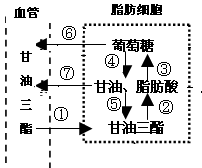 血管 脂肪细胞
⑥ 葡萄糖
甘 ④ ③
油 ⑦ 甘油、脂肪酸
三 ① ⑤ ②
酯 甘油三酯